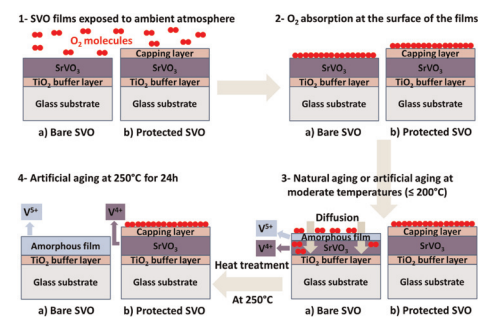 1- SVO films exposed to ambient atmosphere
O₂ molecules
Capping layer
SrVO₃
SrVO₃
TiO₂ buffer layer
TiO₂ buffer layer
Glass substrate
Glass substrate
a) Bare SVO
b) Protected SVO
2- O₂ absorption at the surface of the films
Capping layer
SrVO₃
SrVO₃
TiO₂ buffer layer
TiO₂ buffer layer
Glass substrate
Glass substrate
a) Bare SVO
b) Protected SVO
3- Natural aging or artificial aging at
moderate temperatures (≤ 200°C)
Diffusion
V⁵⁺
V⁴⁺
Amorphous film
Capping layer
SrVO₃
SrVO₃
TiO₂ buffer layer
TiO₂ buffer layer
Glass substrate
Glass substrate
a) Bare SVO
b) Protected SVO
Heat treatment
At 250°C
4- Artificial aging at 250°C for 24h
V⁵⁺
V⁴⁺
Capping layer
Amorphous film
SrVO₃
TiO₂ buffer layer
TiO₂ buffer layer
Glass substrate
Glass substrate
a) Bare SVO
b) Protected SVO